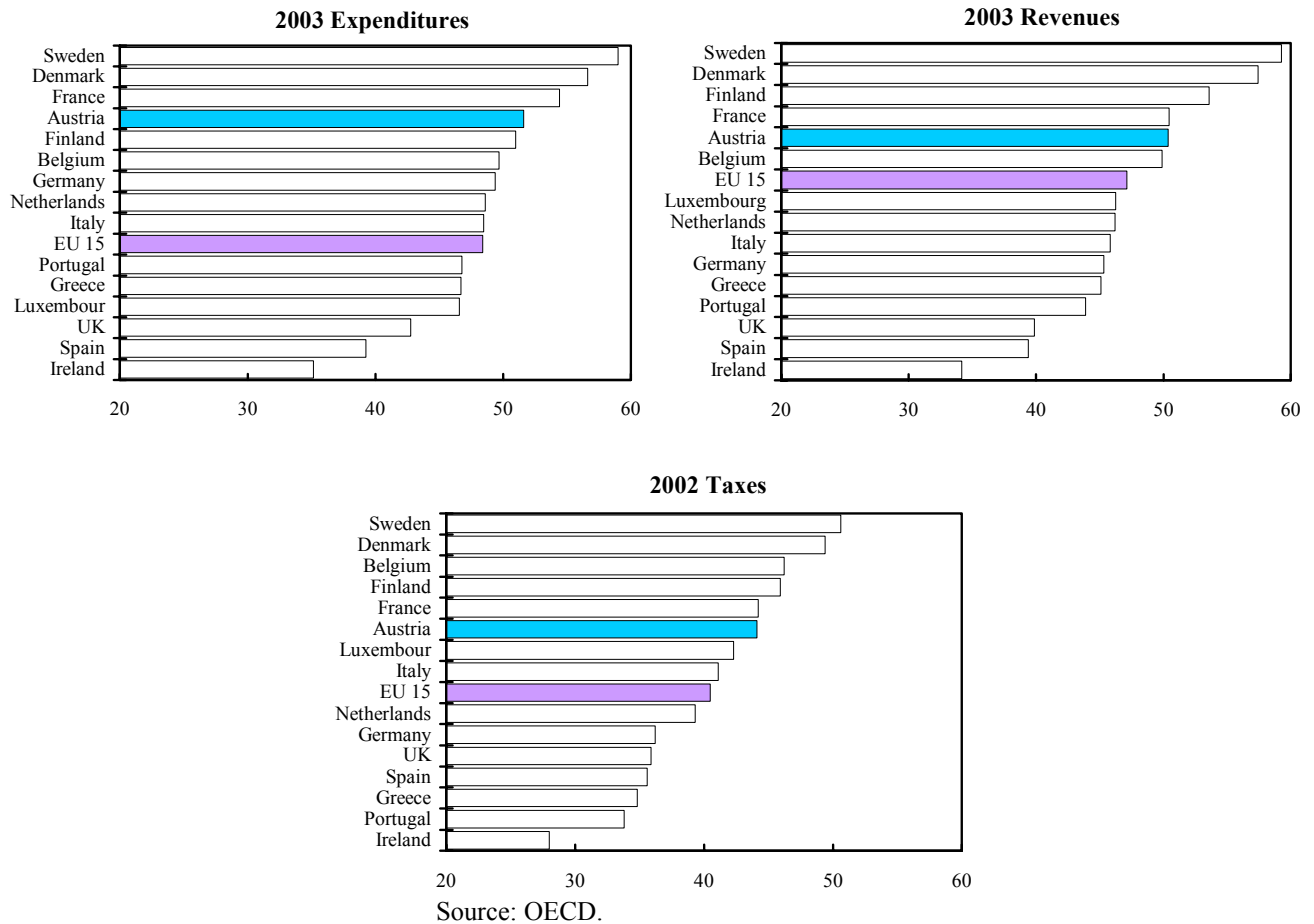 2003 Expenditures
Sweden
Denmark
France
Austria
Finland
Belgium
Germany
Netherlands
Italy
EU 15
Portugal
Greece
Luxembour
UK
Spain
Ireland
20 30 40 50 60
2003 Revenues
Sweden
Denmark
Finland
France
Austria
Belgium
EU 15
Luxembourg
Netherlands
Italy
Germany
Greece
Portugal
UK
Spain
Ireland
20 30 40 50 60
2002 Taxes
Sweden
Denmark
Belgium
Finland
France
Austria
Luxembour
Italy
EU 15
Netherlands
Germany
UK
Spain
Greece
Portugal
Ireland
20 30 40 50 60
Source: OECD.